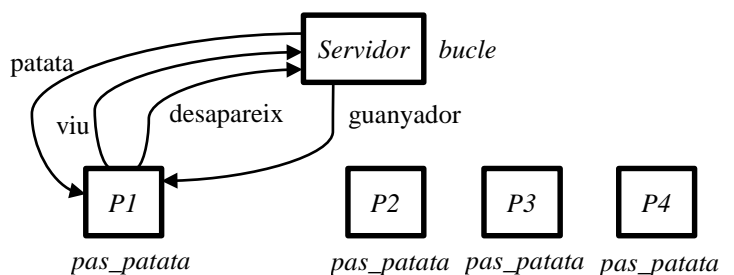 Servidor bucle
patata
viu
desapareix
guanyador
P1 P2 P3 P4
pas_patata pas_patata pas_patata pas_patata